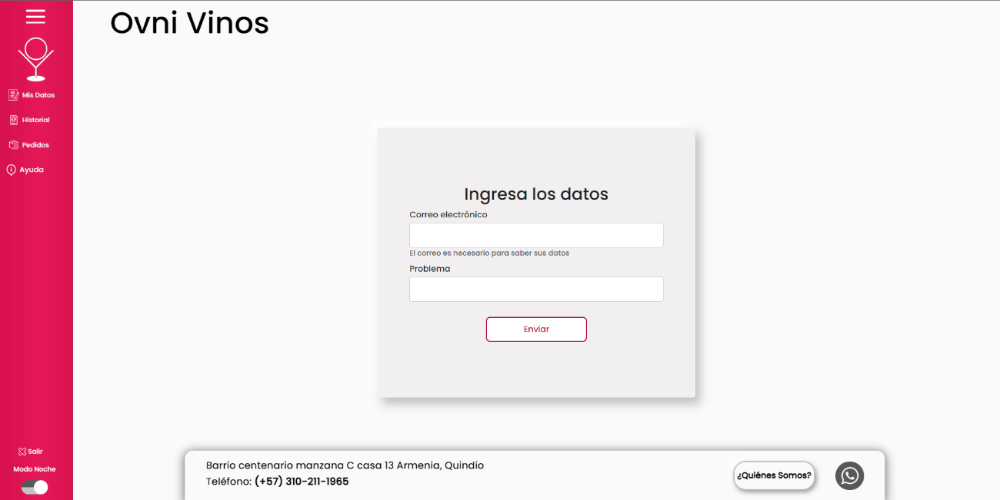 Ovni Vinos
Mis Datos
Historial
Pedidos
Ayuda
Ingresa los datos
Correo electrónico
El correo es necesario para saber sus datos
Problema
Enviar
Salir
Modo Noche
Barrio centenario manzana C casa 13 Armenia, Quindío
Teléfono: (+57) 310-211-1965
¿Quiénes Somos?